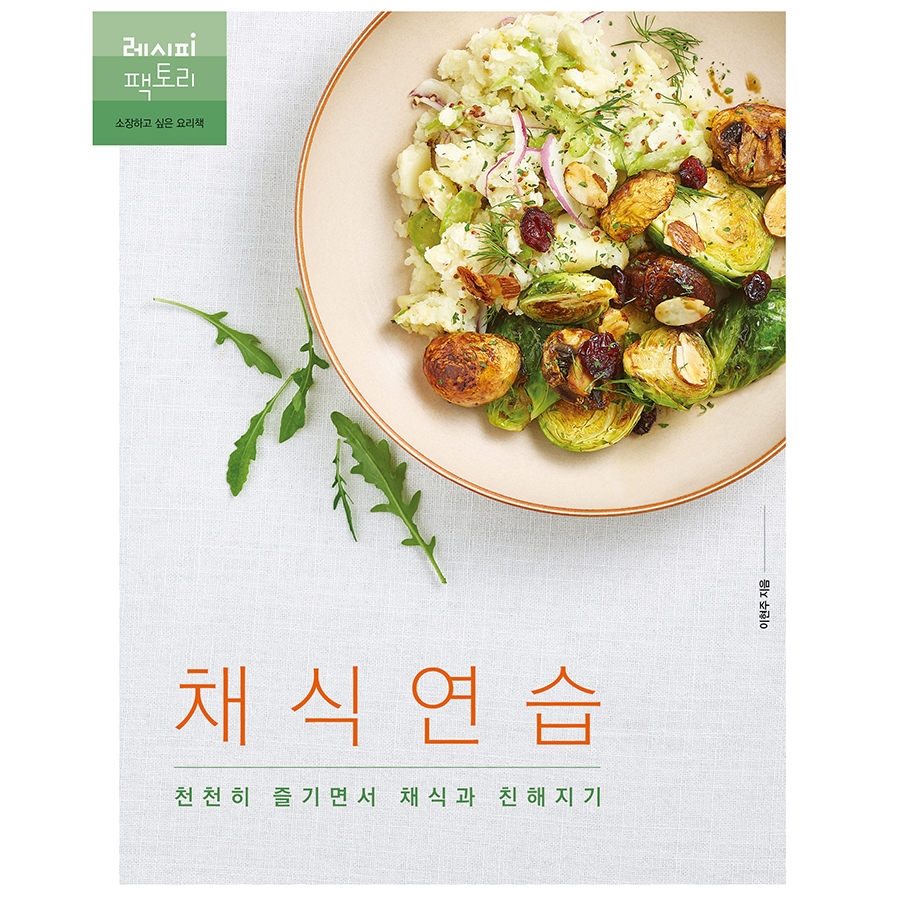 레시피
팩토리
소장하고 싶은 요리책
이현주 지음
채식연습
천천히 즐기면서 채식과 친해지기